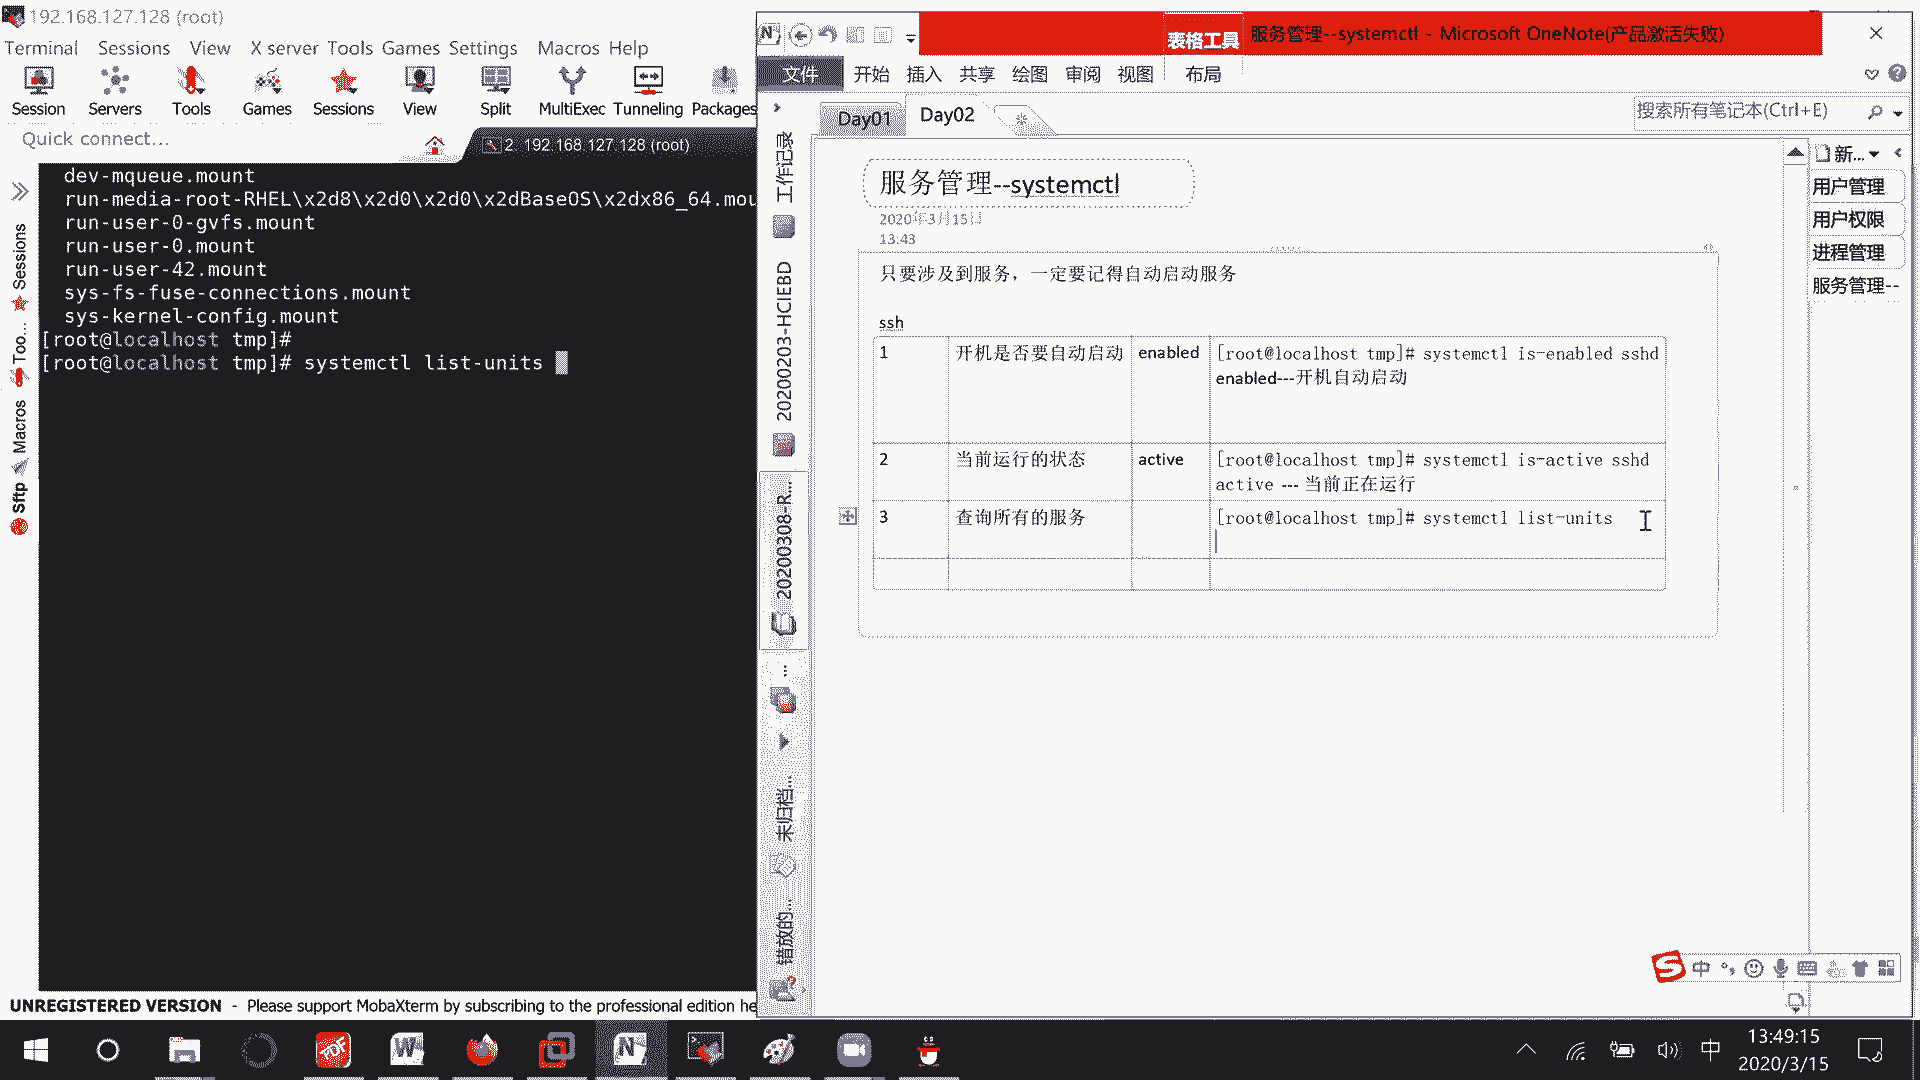 192.168.127.128 (root)
Terminal Sessions View X server Tools Games Settings Macros Help
Session Servers Tools Games Sessions View Split MultiExec Tunneling Packages
Quick connect...
2. 192.168.127.128 (root)
Sessions
Too...
Macros
Sftp
dev-mqueue.mount
run-media-root-RHEL\x2d8\x2d0\x2d0\x2dBaseOS\x2dx86_64.mou
run-user-0-gvfs.mount
run-user-0.mount
run-user-42.mount
sys-fs-fuse-connections.mount
sys-kernel-config.mount
[root@localhost tmp]#
[root@localhost tmp]# systemctl list-units
UNREGISTERED VERSION - Please support MobaXterm by subscribing to the professional edition he
表格工具
服务管理--systemctl - Microsoft OneNote(产品激活失败)
文件 开始 插入 共享 绘图 审阅 视图 布局
Day01 Day02
搜索所有笔记本(Ctrl+E)
工作记录
20200203-HCIEBD
20200308-R...
...
未归档...
错放的...
新...
用户管理
用户权限
进程管理
服务管理--
服务管理--systemctl
2020年3月15日
13:43
只要涉及到服务，一定要记得自动启动服务
ssh
1 开机是否要自动启动 enabled [root@localhost tmp]# systemctl is-enabled sshd
enabled---开机自动启动
2 当前运行的状态 active [root@localhost tmp]# systemctl is-active sshd
active --- 当前正在运行
3 查询所有的服务 [root@localhost tmp]# systemctl list-units
中
中
13:49:15
2020/3/15